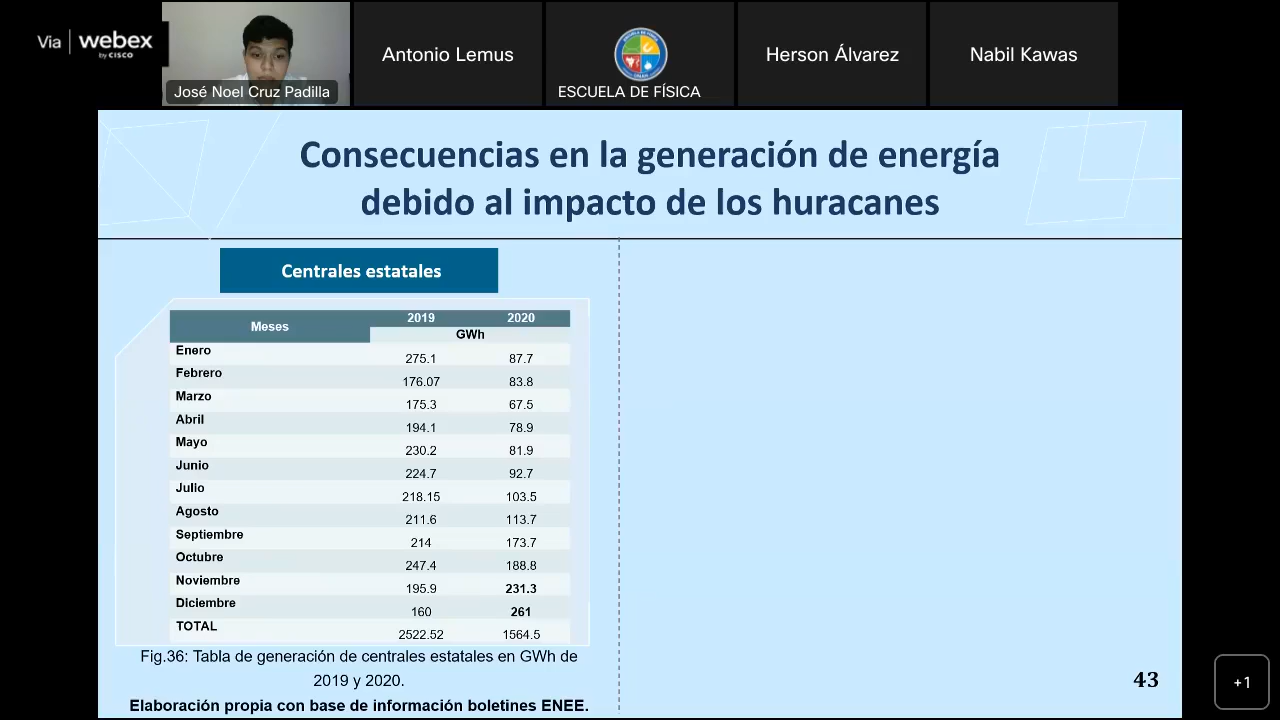 Via | webex
by CISCO
José Noel Cruz Padilla
Antonio Lemus
ESCUELA DE FÍSICA
Herson Álvarez
Nabil Kawas
Consecuencias en la generación de energía
debido al impacto de los huracanes
Centrales estatales
Meses 2019 2020
GWh
Enero 275.1 87.7
Febrero 176.07 83.8
Marzo 175.3 67.5
Abril 194.1 78.9
Mayo 230.2 81.9
Junio 224.7 92.7
Julio 218.15 103.5
Agosto 211.6 113.7
Septiembre 214 173.7
Octubre 247.4 188.8
Noviembre 195.9 231.3
Diciembre 160 261
TOTAL 2522.52 1564.5
Fig.36: Tabla de generación de centrales estatales en GWh de
2019 y 2020.
Elaboración propia con base de información boletines ENEE.
43
+1